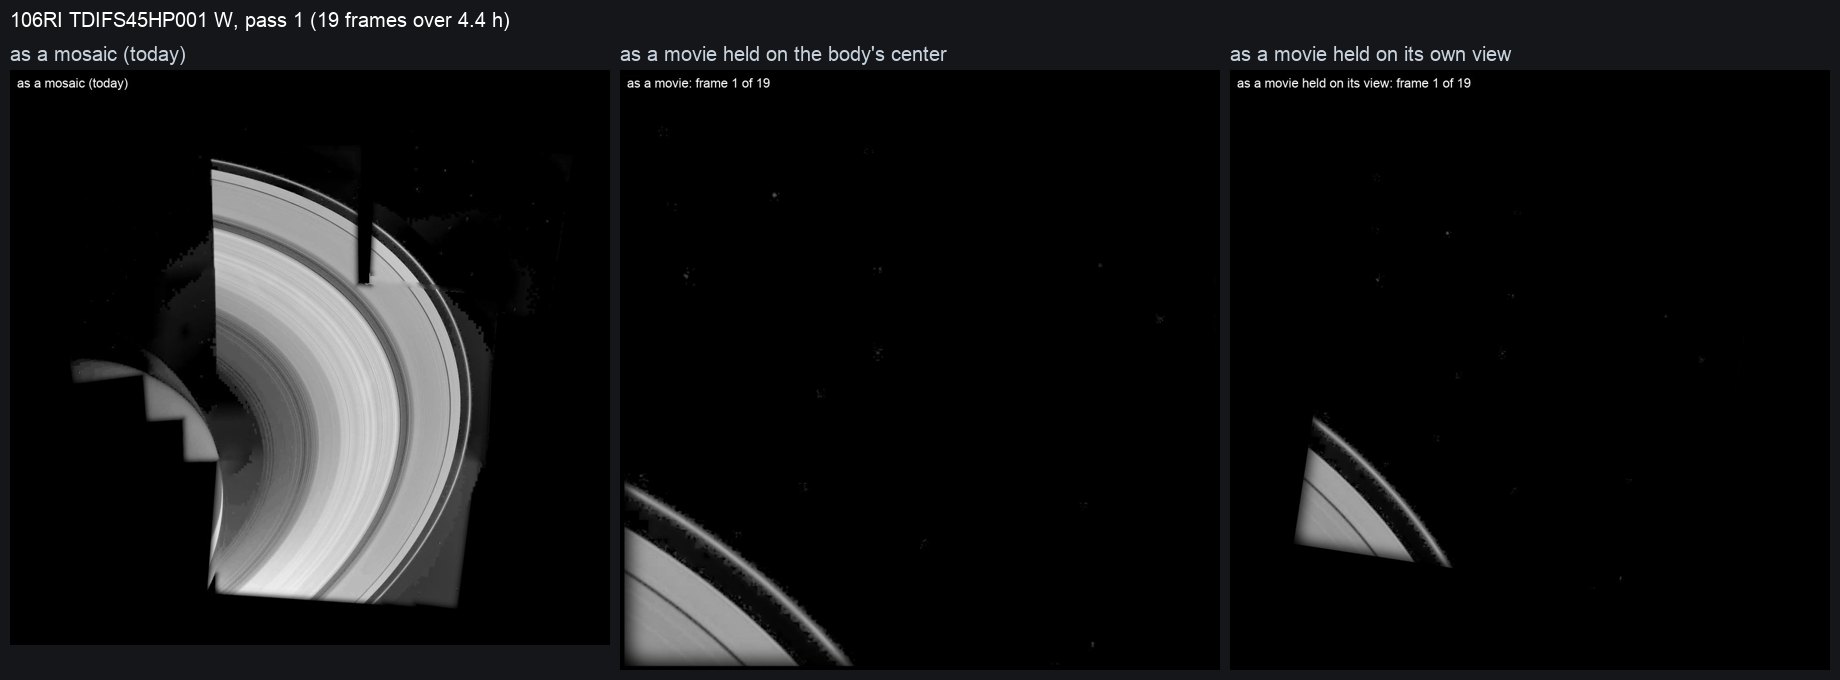 106RI TDIFS45HP001 W, pass 1 (19 frames over 4.4 h)
as a mosaic (today)
as a movie held on the body's center
as a movie held on its own view
as a mosaic (today)
as a movie: frame 1 of 19
as a movie held on its view: frame 1 of 19